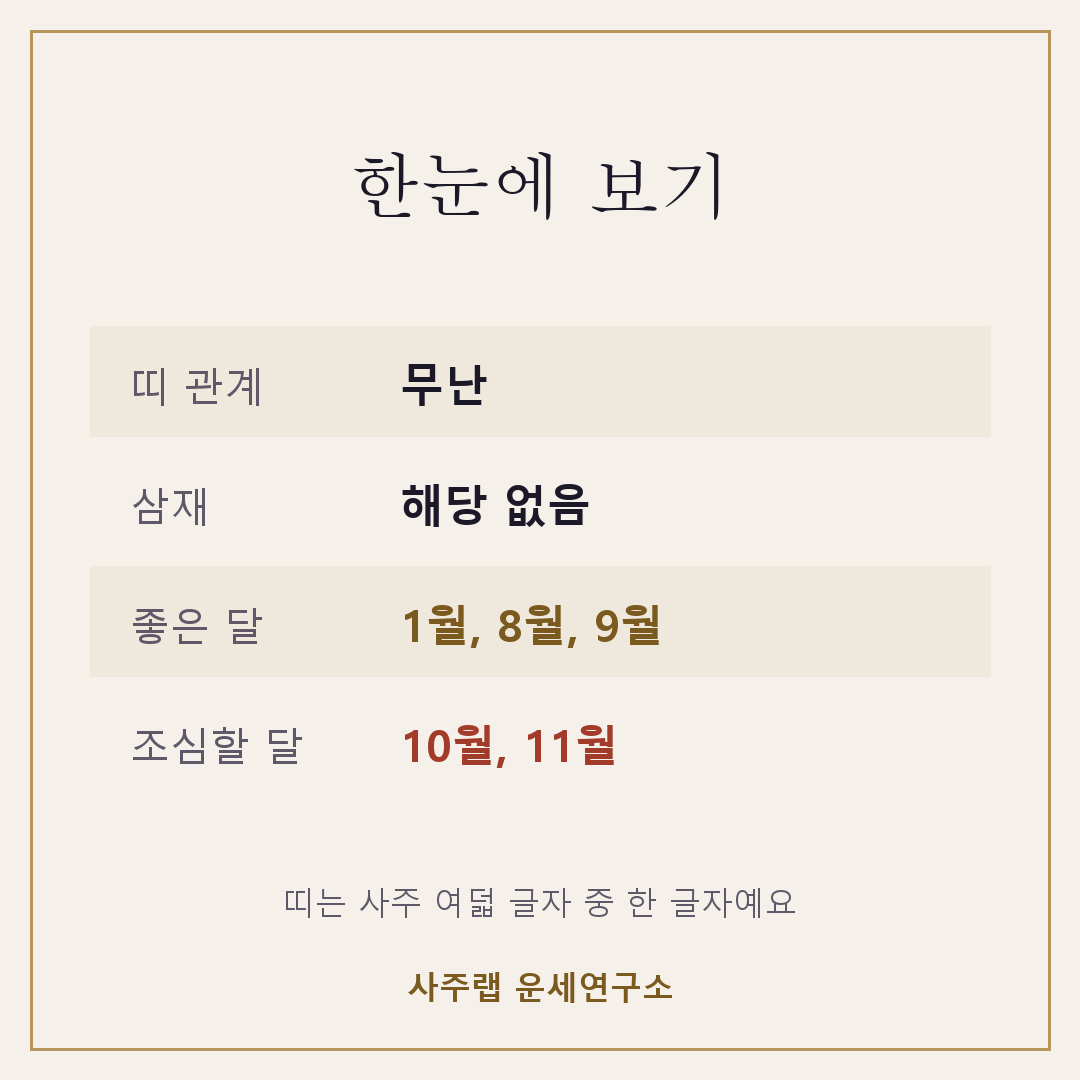 한눈에 보기
띠 관계 무난
삼재 해당 없음
좋은 달 1월, 8월, 9월
조심할 달 10월, 11월
띠는 사주 여덟 글자 중 한 글자예요
사주랩 운세연구소